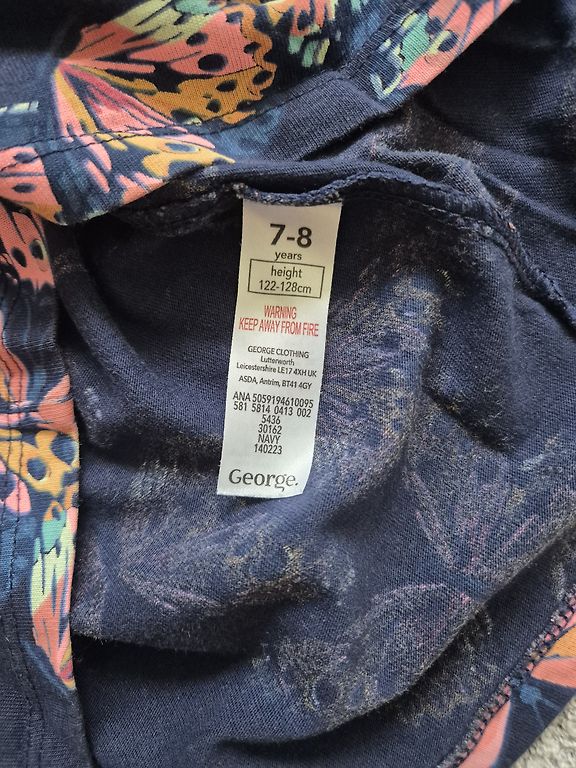 7-8
years
height
122-128cm
WARNING
KEEP AWAY FROM FIRE
GEORGE CLOTHING
Lutterworth
Leicestershire LE17 4XH UK
ASDA, Antrim, BT41 4GY
ANA 5059194610095
581 5814 0413 002
5436
30162
NAVY
140223
George.